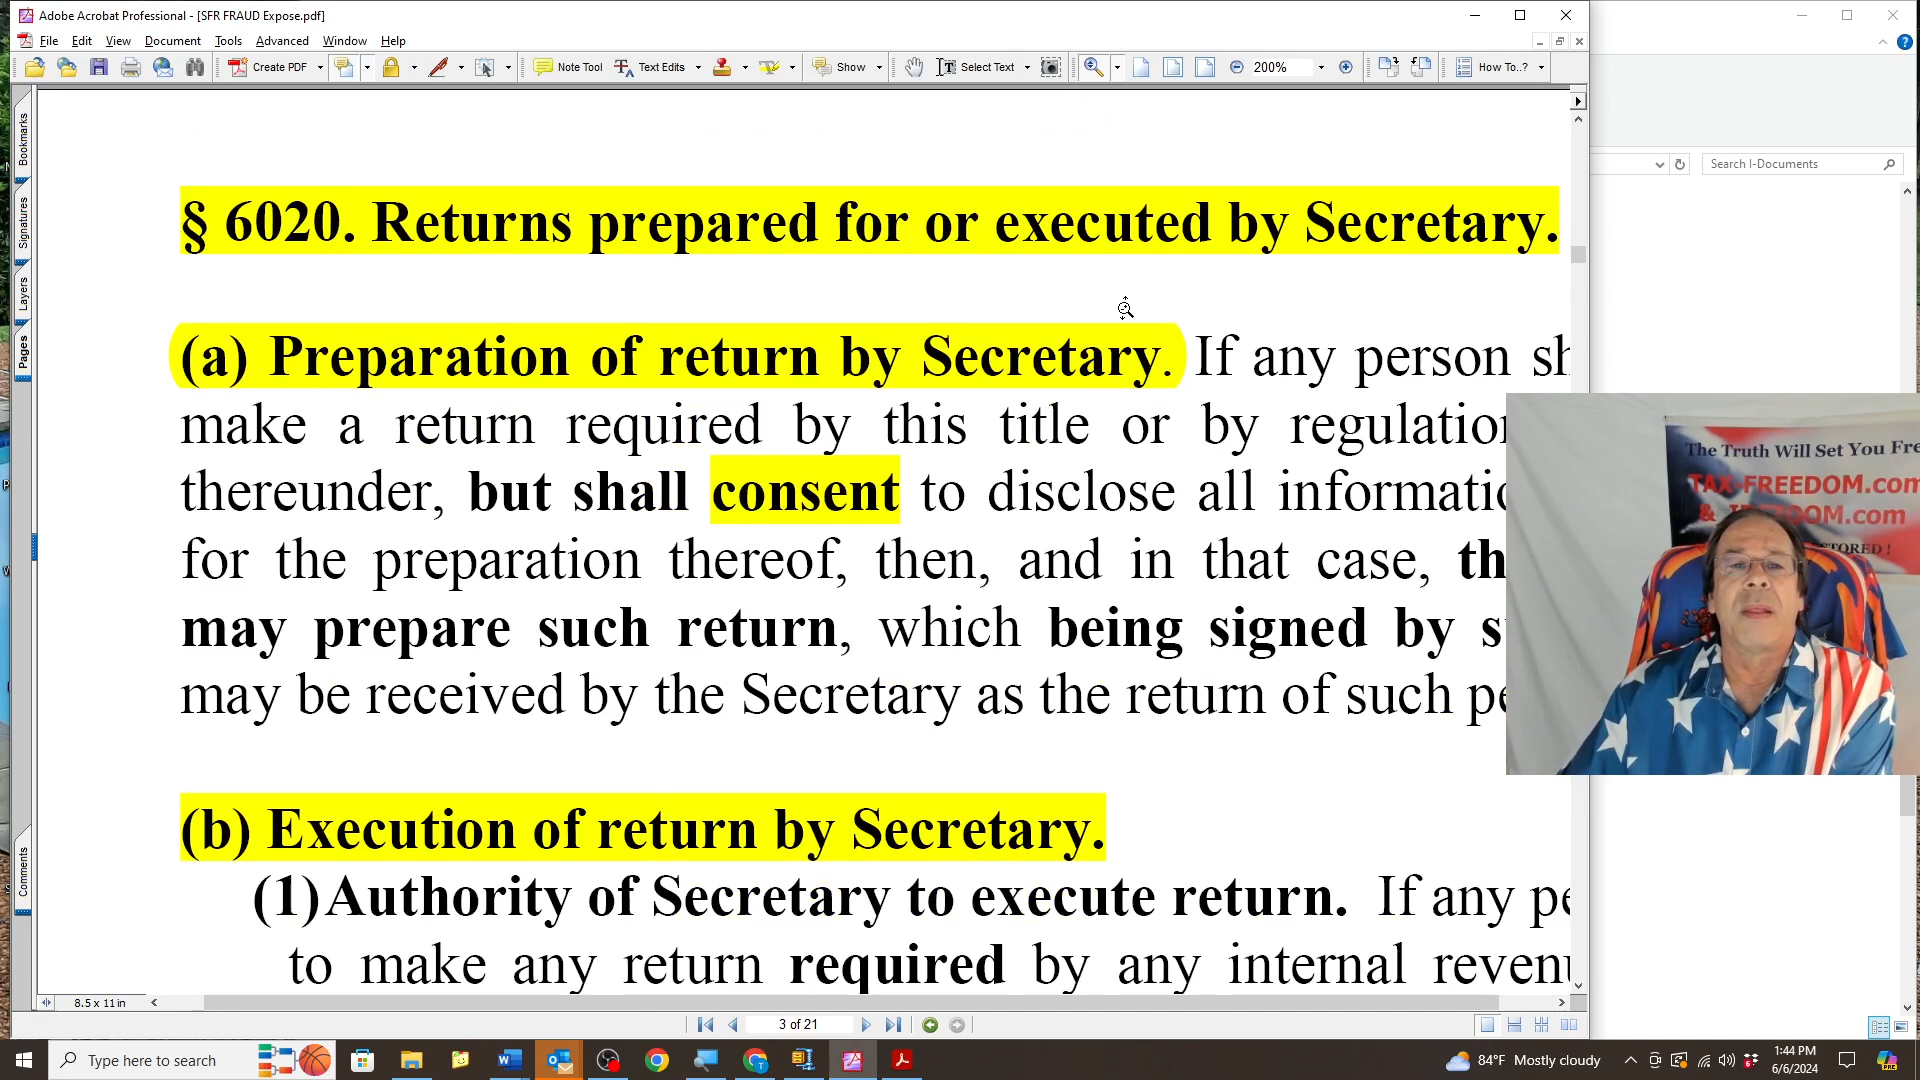 Adobe Acrobat Professional - [SFR FRAUD Expose.pdf]
File Edit View Document Tools Advanced Window Help
Create PDF Note Tool Text Edits Show Select Text 200% How To..?
Search I-Documents
Bookmarks
Signatures
Layers
Pages
Comments
§ 6020. Returns prepared for or executed by Secretary.
(a) Preparation of return by Secretary. If any person sh
make a return required by this title or by regulation
thereunder, but shall consent to disclose all informatio
for the preparation thereof, then, and in that case, th
may prepare such return, which being signed by s
may be received by the Secretary as the return of such pe
(b) Execution of return by Secretary.
(1) Authority of Secretary to execute return. If any pe
to make any return required by any internal revenu
The Truth Will Set You Fre
TAX-FREEDOM.com
& .com
STORED !
8.5 x 11 in
3 of 21
Type here to search
84°F Mostly cloudy
1:44 PM
6/6/2024